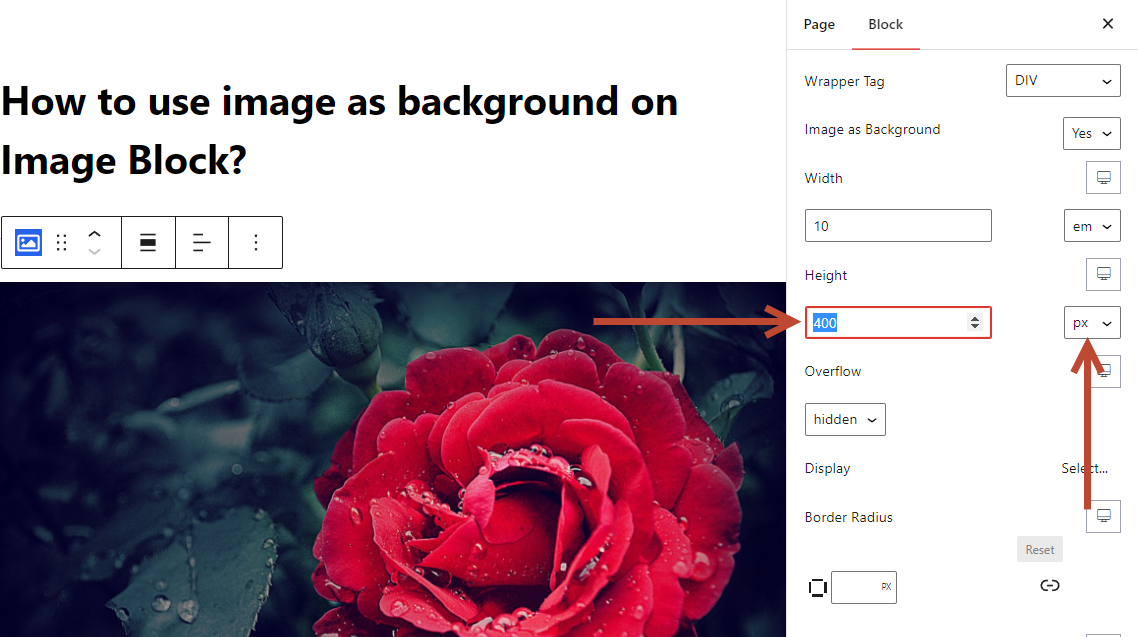 How to use image as background on
Image Block?
Page Block
Wrapper Tag DIV
Image as Background Yes
Width
10 em
Height
400 px
Overflow
hidden
Display Select...
Border Radius
Reset
PX